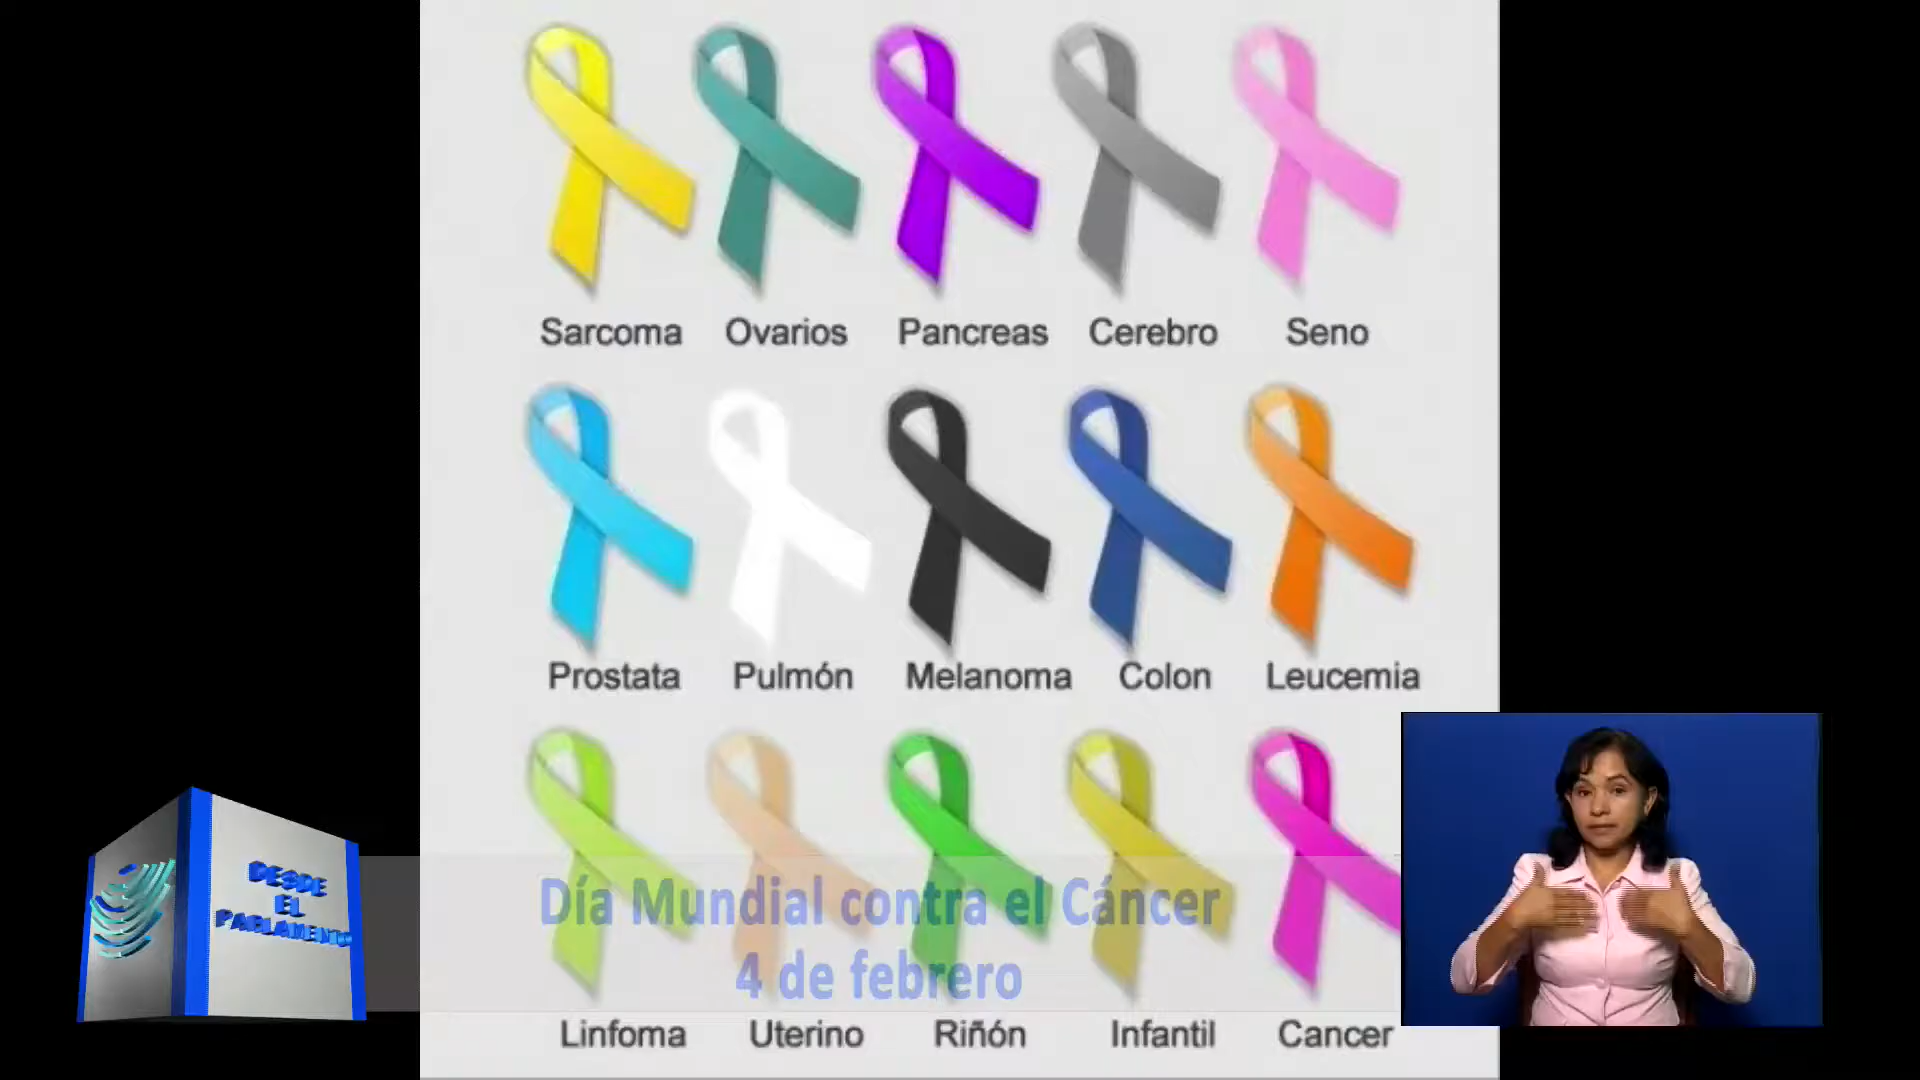 Sarcoma Ovarios Pancreas Cerebro Seno
Prostata Pulmón Melanoma Colon Leucemia
Día Mundial contra el Cáncer
4 de febrero
Linfoma Uterino Riñón Infantil Cancer
DESDE
EL
PARLAMENTO